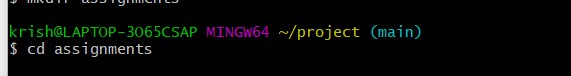 $ mkdir assignments
krish@LAPTOP-3O65CSAP MINGW64 ~/project (main)
$ cd assignments